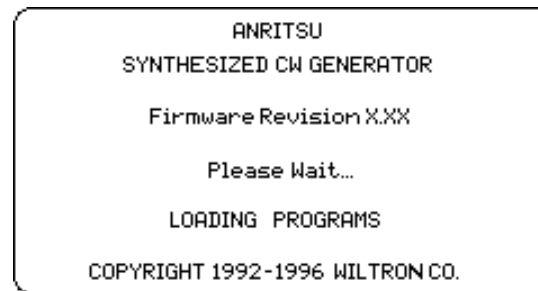 ANRITSU
SYNTHESIZED CW GENERATOR
Firmware Revision X.XX
Please Wait...
LOADING PROGRAMS
COPYRIGHT 1992-1996 WILTRON CO.